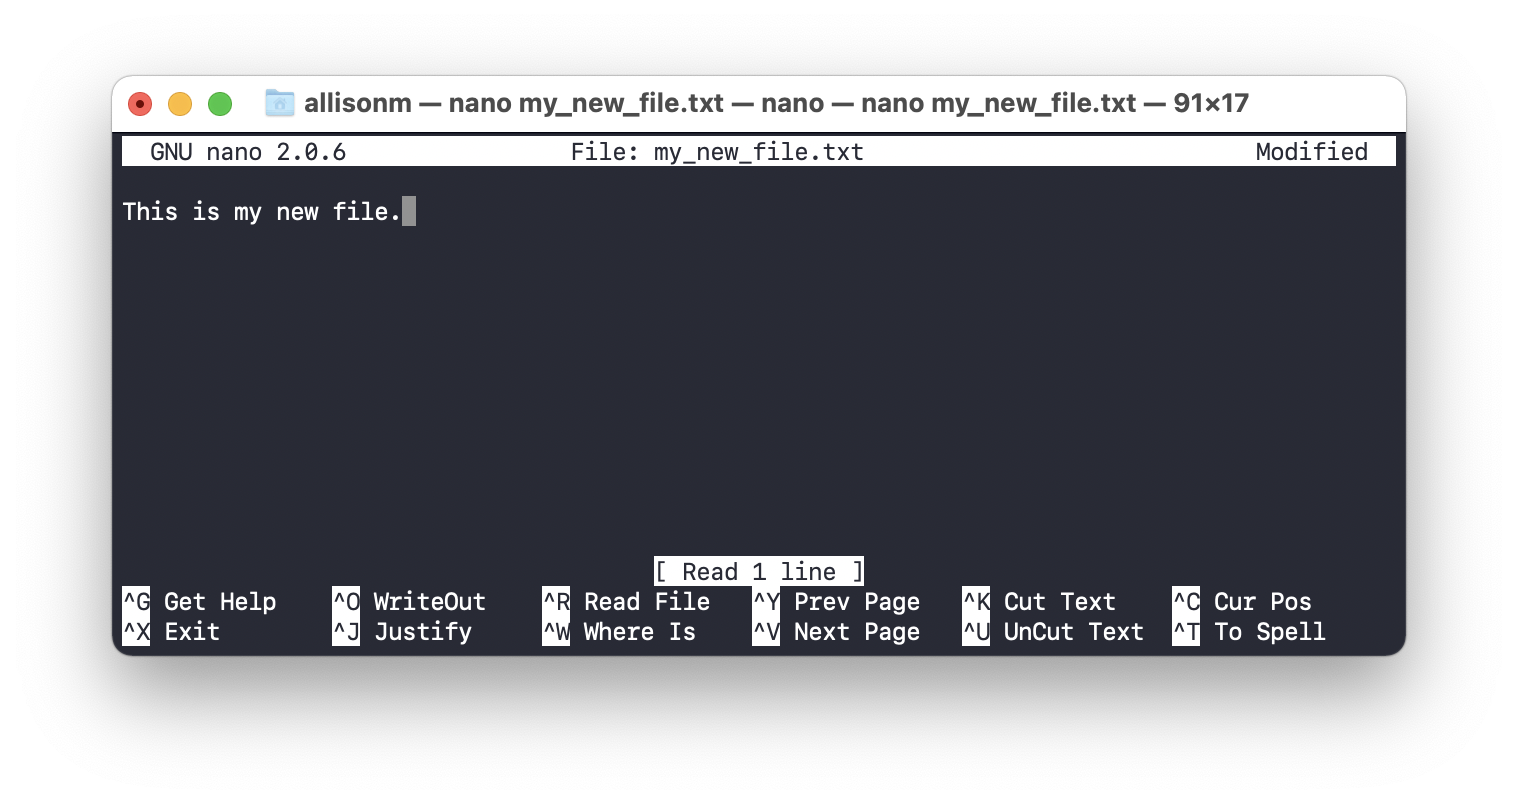 allisonm — nano my_new_file.txt — nano — nano my_new_file.txt — 91×17
GNU nano 2.0.6 File: my_new_file.txt Modified
This is my new file.
[ Read 1 line ]
^G Get Help ^O WriteOut ^R Read File ^Y Prev Page ^K Cut Text ^C Cur Pos
^X Exit ^J Justify ^W Where Is ^V Next Page ^U UnCut Text ^T To Spell